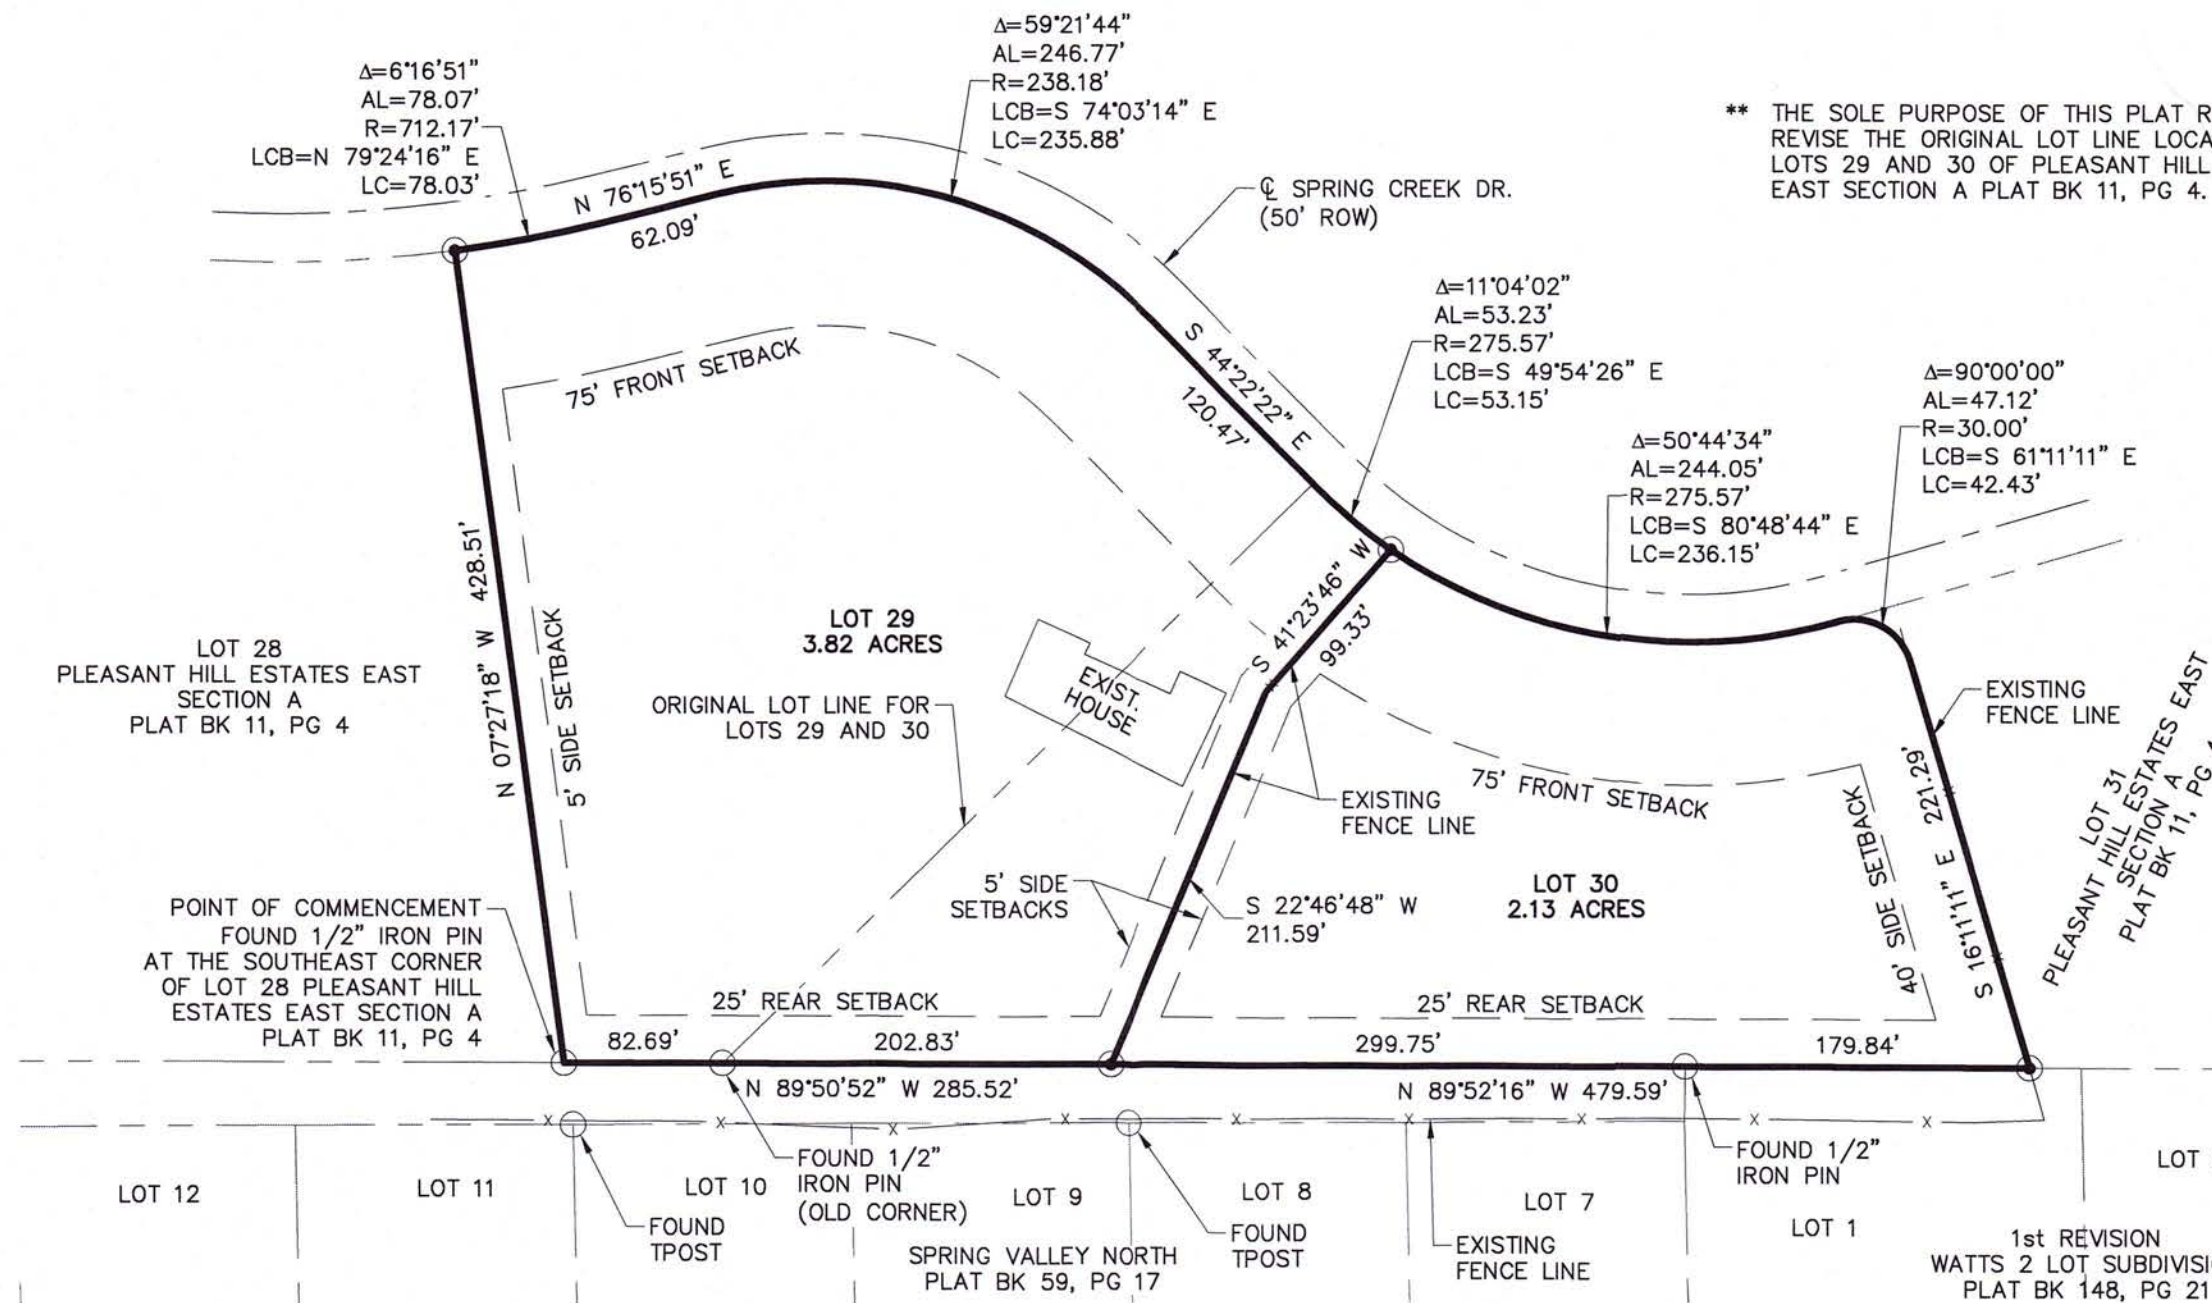 Δ=6°16'51"
AL=78.07'
R=712.17'
LCB=N 79°24'16" E
LC=78.03'
Δ=59°21'44"
AL=246.77'
R=238.18'
LCB=S 74°03'14" E
LC=235.88'
** THE SOLE PURPOSE OF THIS PLAT R
REVISE THE ORIGINAL LOT LINE LOCA
LOTS 29 AND 30 OF PLEASANT HILL
EAST SECTION A PLAT BK 11, PG 4.
N 76°15'51" E
62.09'
℄ SPRING CREEK DR.
(50' ROW)
Δ=11°04'02"
AL=53.23'
R=275.57'
LCB=S 49°54'26" E
LC=53.15'
S 44°22'22" E
120.47'
75' FRONT SETBACK
Δ=90°00'00"
AL=47.12'
R=30.00'
LCB=S 61°11'11" E
LC=42.43'
Δ=50°44'34"
AL=244.05'
R=275.57'
LCB=S 80°48'44" E
LC=236.15'
N 07°27'18" W 428.51'
5' SIDE SETBACK
LOT 28
PLEASANT HILL ESTATES EAST
SECTION A
PLAT BK 11, PG 4
LOT 29
3.82 ACRES
ORIGINAL LOT LINE FOR
LOTS 29 AND 30
EXIST.
HOUSE
S 41°23'46" W
99.33'
EXISTING
FENCE LINE
75' FRONT SETBACK
EXISTING
FENCE LINE
S 16°11'11" E 221.29'
40' SIDE SETBACK
LOT 31
PLEASANT HILL ESTATES EAST
SECTION A
PLAT BK 11, PG
5' SIDE
SETBACKS
S 22°46'48" W
211.59'
LOT 30
2.13 ACRES
POINT OF COMMENCEMENT
FOUND 1/2" IRON PIN
AT THE SOUTHEAST CORNER
OF LOT 28 PLEASANT HILL
ESTATES EAST SECTION A
PLAT BK 11, PG 4
25' REAR SETBACK
25' REAR SETBACK
82.69'
202.83'
299.75'
179.84'
N 89°50'52" W 285.52'
N 89°52'16" W 479.59'
FOUND 1/2"
IRON PIN
(OLD CORNER)
FOUND 1/2"
IRON PIN
LOT 12
LOT 11
LOT 10
LOT 9
LOT 8
LOT 7
LOT 1
LOT
FOUND
TPOST
FOUND
TPOST
SPRING VALLEY NORTH
PLAT BK 59, PG 17
EXISTING
FENCE LINE
1st REVISION
WATTS 2 LOT SUBDIVISI
PLAT BK 148, PG 21